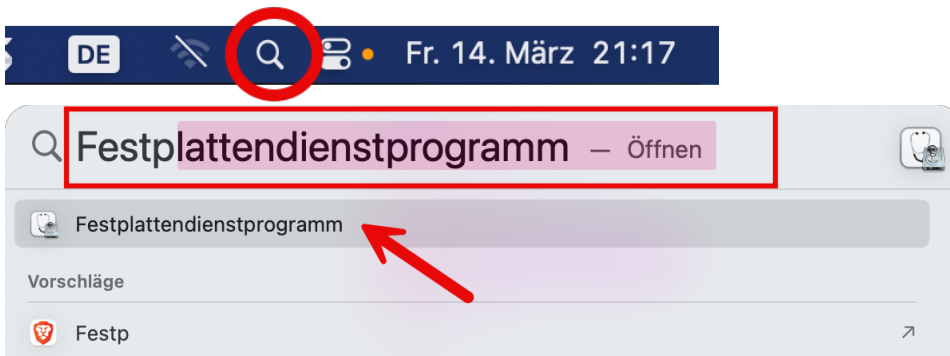 DE Fr. 14. März 21:17
Festplattendienstprogramm — Öffnen
Festplattendienstprogramm
Vorschläge
Festp